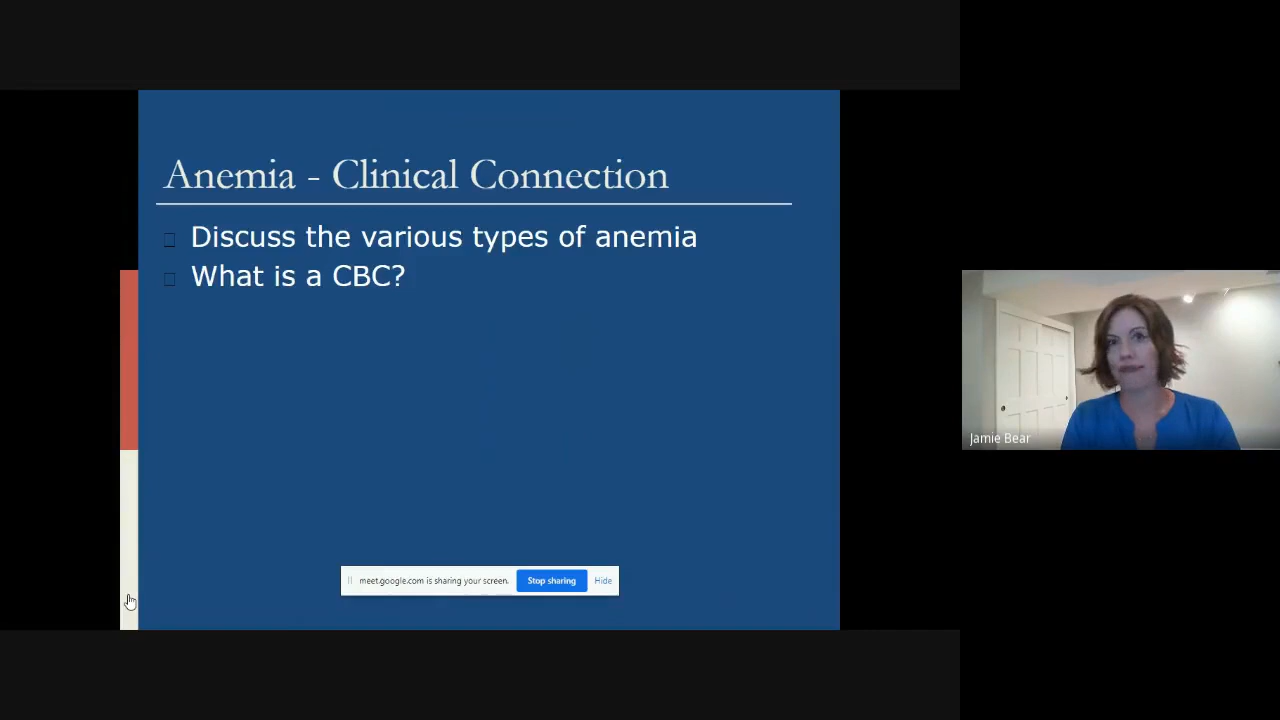 Anemia - Clinical Connection
Discuss the various types of anemia
What is a CBC?
meet.google.com is sharing your screen.
Stop sharing
Hide
Jamie Bear